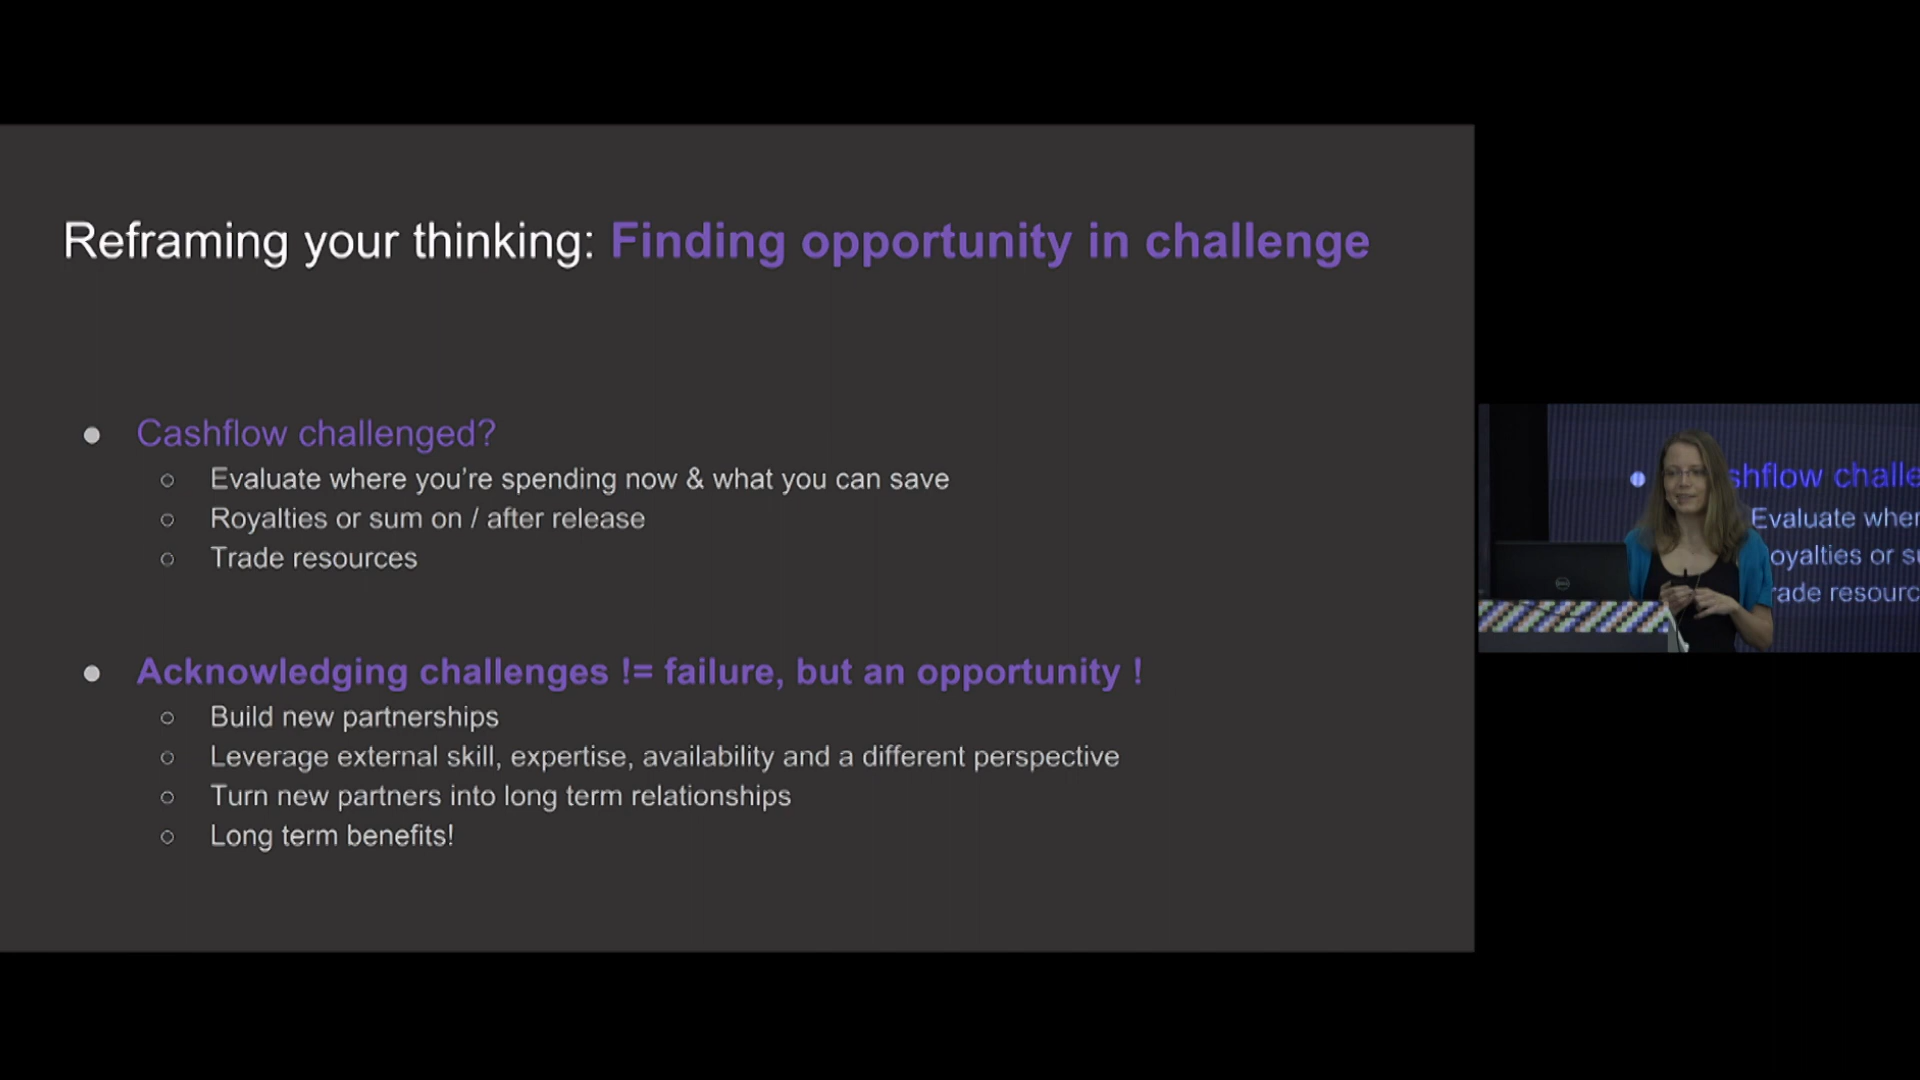 Reframing your thinking: Finding opportunity in challenge
● Cashflow challenged?
○ Evaluate where you’re spending now & what you can save
○ Royalties or sum on / after release
○ Trade resources
● Acknowledging challenges != failure, but an opportunity !
○ Build new partnerships
○ Leverage external skill, expertise, availability and a different perspective
○ Turn new partners into long term relationships
○ Long term benefits!
● shflow challe
Evaluate wher
oyalties or su
rade resourc